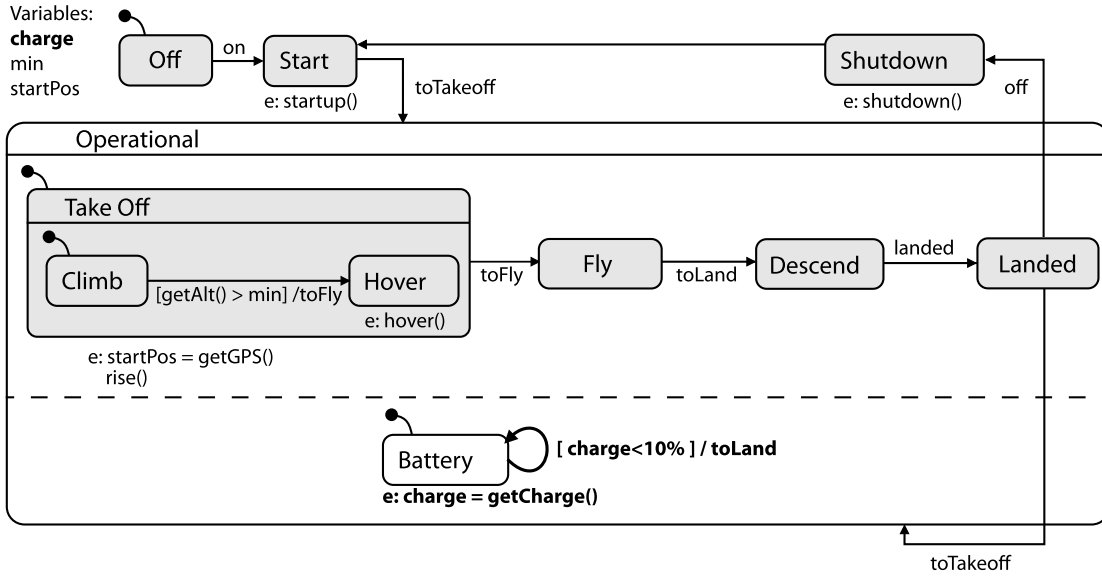 Variables:
charge
min
startPos
Off
on
Start
e: startup()
toTakeoff
Shutdown
e: shutdown()
off
Operational
Take Off
Climb
[getAlt() > min] /toFly
Hover
e: hover()
e: startPos = getGPS()
rise()
toFly
Fly
toLand
Descend
landed
Landed
Battery
[ charge<10% ] / toLand
e: charge = getCharge()
toTakeoff